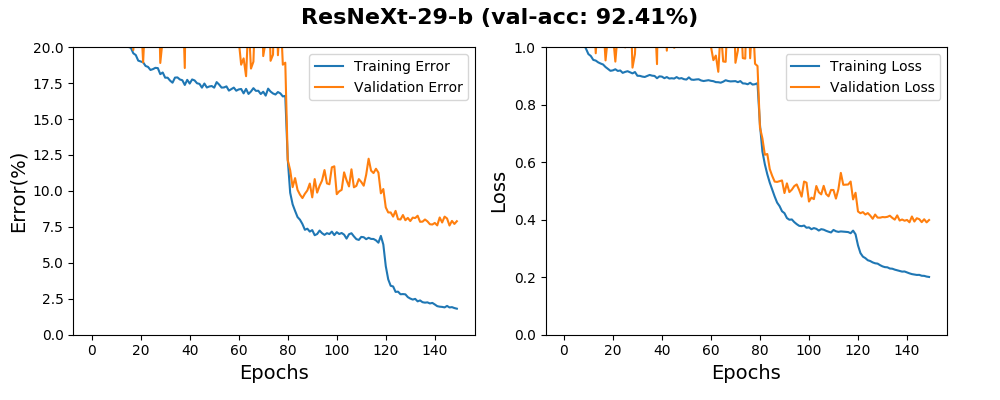 ResNeXt-29-b (val-acc: 92.41%)
Error(%)
20.0
17.5
15.0
12.5
10.0
7.5
5.0
2.5
0.0
Training Error
Validation Error
0 20 40 60 80 100 120 140
Epochs
Loss
1.0
0.8
0.6
0.4
0.2
0.0
Training Loss
Validation Loss
0 20 40 60 80 100 120 140
Epochs